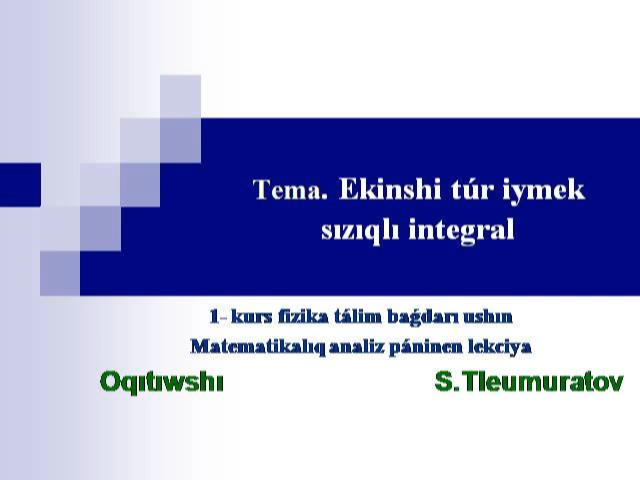 Tema. Ekinshi túr iymek
sızıqlı integral
1- kurs fizika tálim baǵdarı ushın
Matematikalıq analiz páninen lekciya
Oqıtıwshı S.Tleumuratov